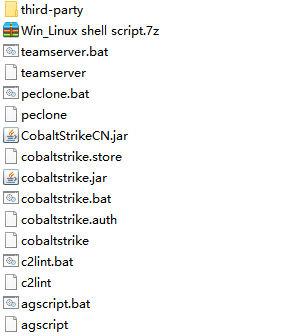 third-party
Win_Linux shell script.7z
teamserver.bat
teamserver
peclone.bat
peclone
CobaltStrikeCN.jar
cobaltstrike.store
cobaltstrike.jar
cobaltstrike.bat
cobaltstrike.auth
cobaltstrike
c2lint.bat
c2lint
agscript.bat
agscript